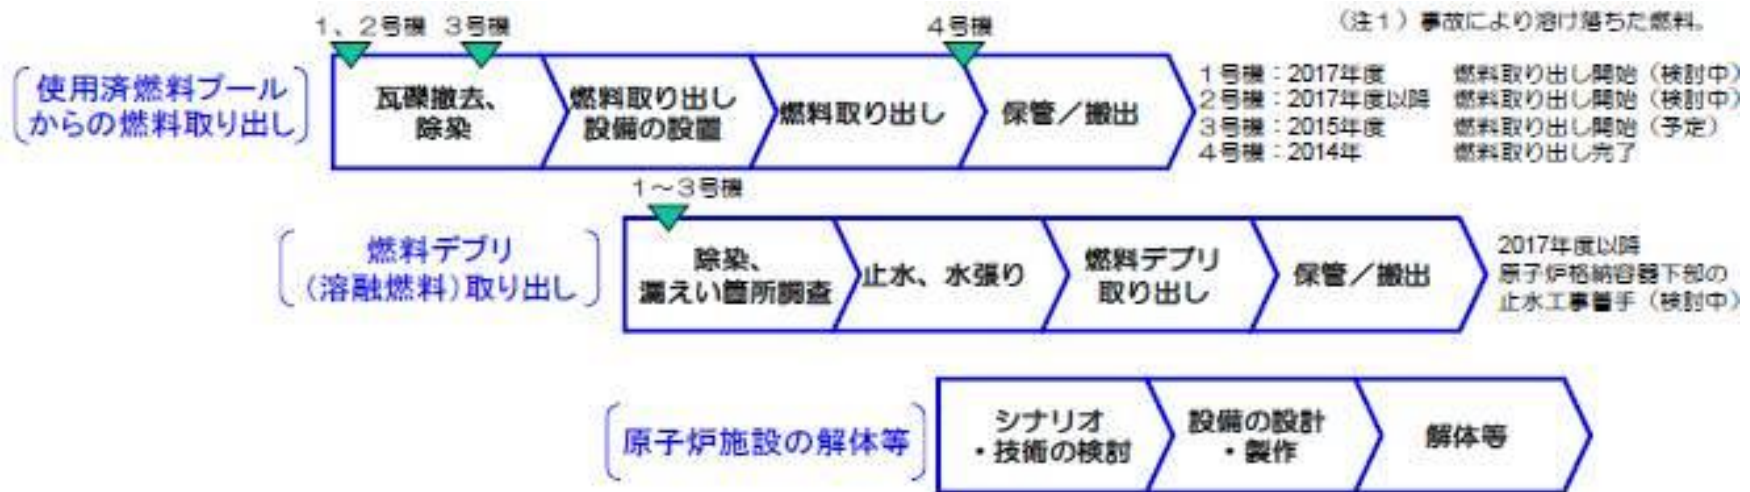 1、2号機 3号機
4号機
(注1)事故により溶け落ちた燃料。
使用済燃料プール
からの燃料取り出し
瓦礫撤去、
除染
燃料取り出し
設備の設置
燃料取り出し
保管/搬出
1号機:2017年度 燃料取り出し開始(検討中)
2号機:2017年度以降 燃料取り出し開始(検討中)
3号機:2015年度 燃料取り出し開始(予定)
4号機:2014年 燃料取り出し完了
1~3号機
燃料デブリ
(溶融燃料)取り出し
除染、
漏えい箇所調査
止水、水張り
燃料デブリ
取り出し
保管/搬出
2017年度以降
原子炉格納容器下部の
止水工事着手(検討中)
原子炉施設の解体等
シナリオ
・技術の検討
設備の設計
・製作
解体等